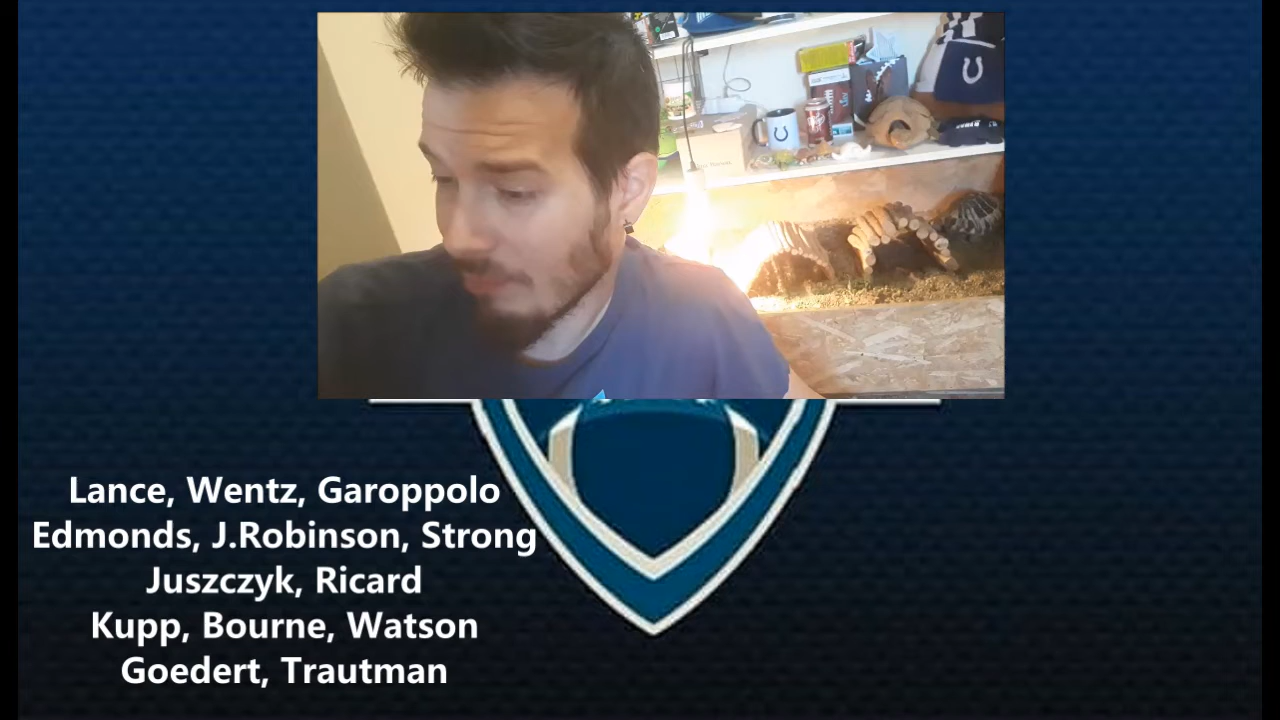 Lance, Wentz, Garoppolo
Edmonds, J.Robinson, Strong
Juszczyk, Ricard
Kupp, Bourne, Watson
Goedert, Trautman